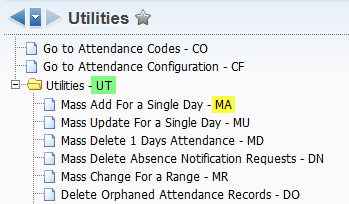 Utilities
Go to Attendance Codes - CO
Go to Attendance Configuration - CF
Utilities - UT
Mass Add For a Single Day - MA
Mass Update For a Single Day - MU
Mass Delete 1 Days Attendance - MD
Mass Delete Absence Notification Requests - DN
Mass Change For a Range - MR
Delete Orphaned Attendance Records - DO